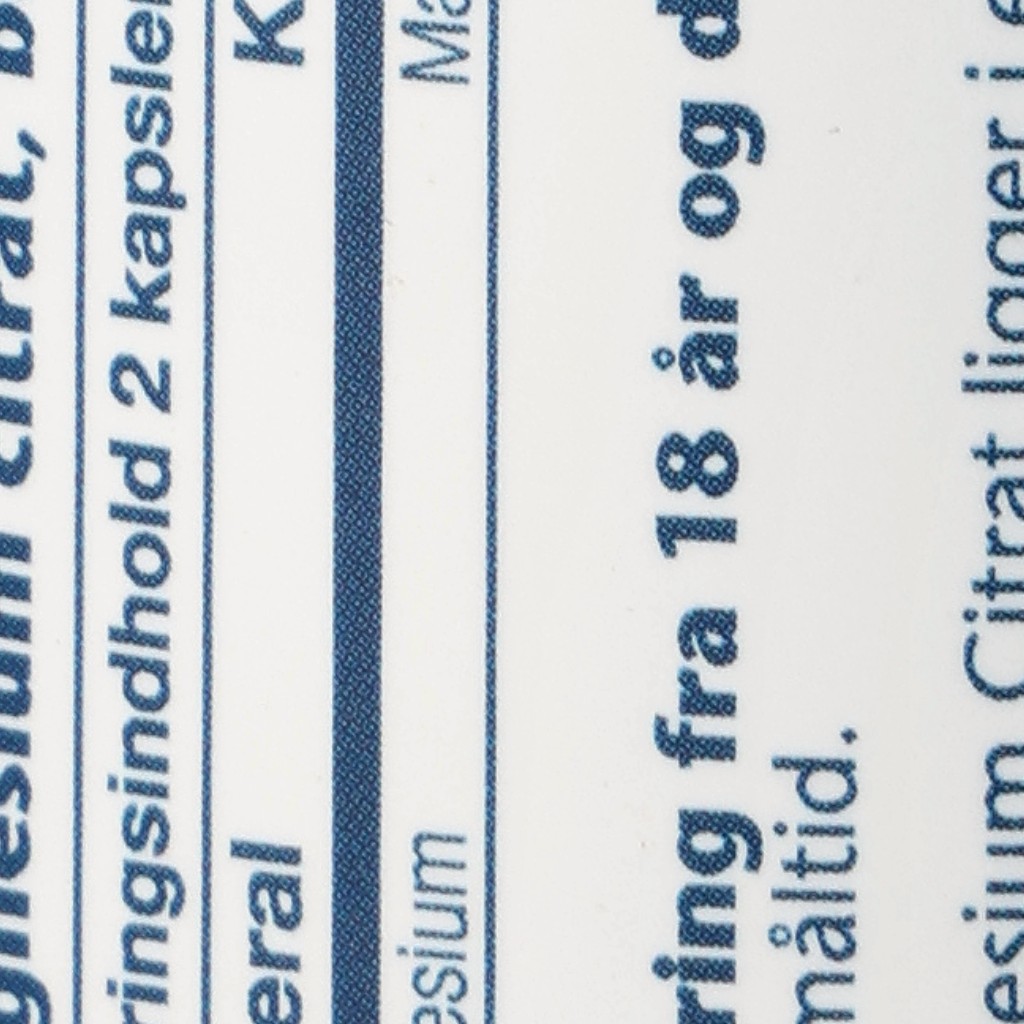 gnesium citrat, b
ringsindhold 2 kapsler
eral K
esium Ma
ring fra 18 år og d
måltid.
esium Citrat ligger i e